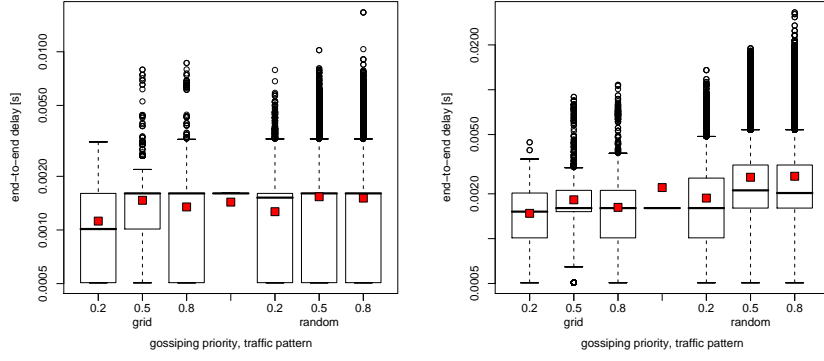 end−to−end delay [s]
0.0005 0.0010 0.0020 0.0050 0.0100
0.2 0.5 0.8 0.2 0.5 0.8
grid random
gossiping priority, traffic pattern
end−to−end delay [s]
0.0005 0.0020 0.0050 0.0200
0.2 0.5 0.8 0.2 0.5 0.8
grid random
gossiping priority, traffic pattern